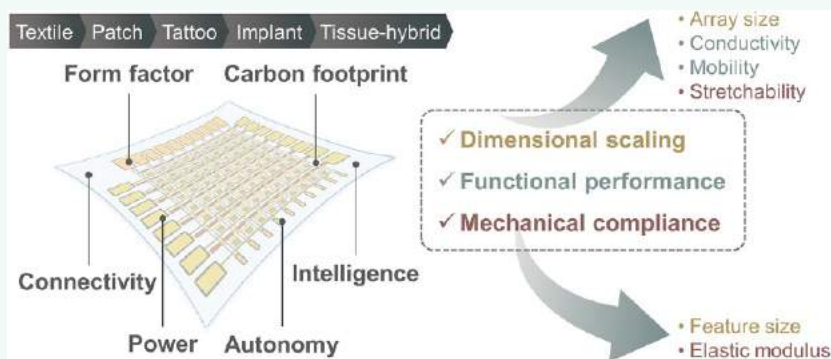 Textile Patch Tattoo Implant Tissue-hybrid
Form factor
Carbon footprint
Connectivity
Power
Autonomy
Intelligence
✓ Dimensional scaling
✓ Functional performance
✓ Mechanical compliance
• Array size
• Conductivity
• Mobility
• Stretchability
• Feature size
• Elastic modulus